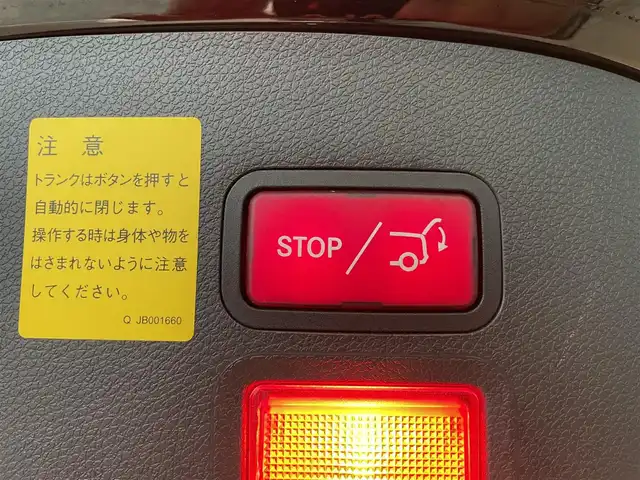 注 意
トランクはボタンを押すと
自動的に閉じます。
操作する時は身体や物を
はさまれないように注意
してください。
Q JB001660
STOP/